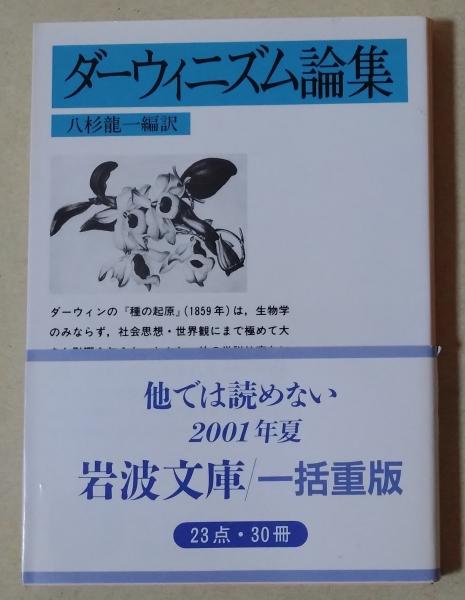 ダーウィニズム論集
八杉龍一編訳
ダーウィンの『種の起原』(1859年)は，生物学
のみならず，社会思想・世界観にまで極めて大
他では読めない
2001年夏
岩波文庫/一括重版
23点・30冊